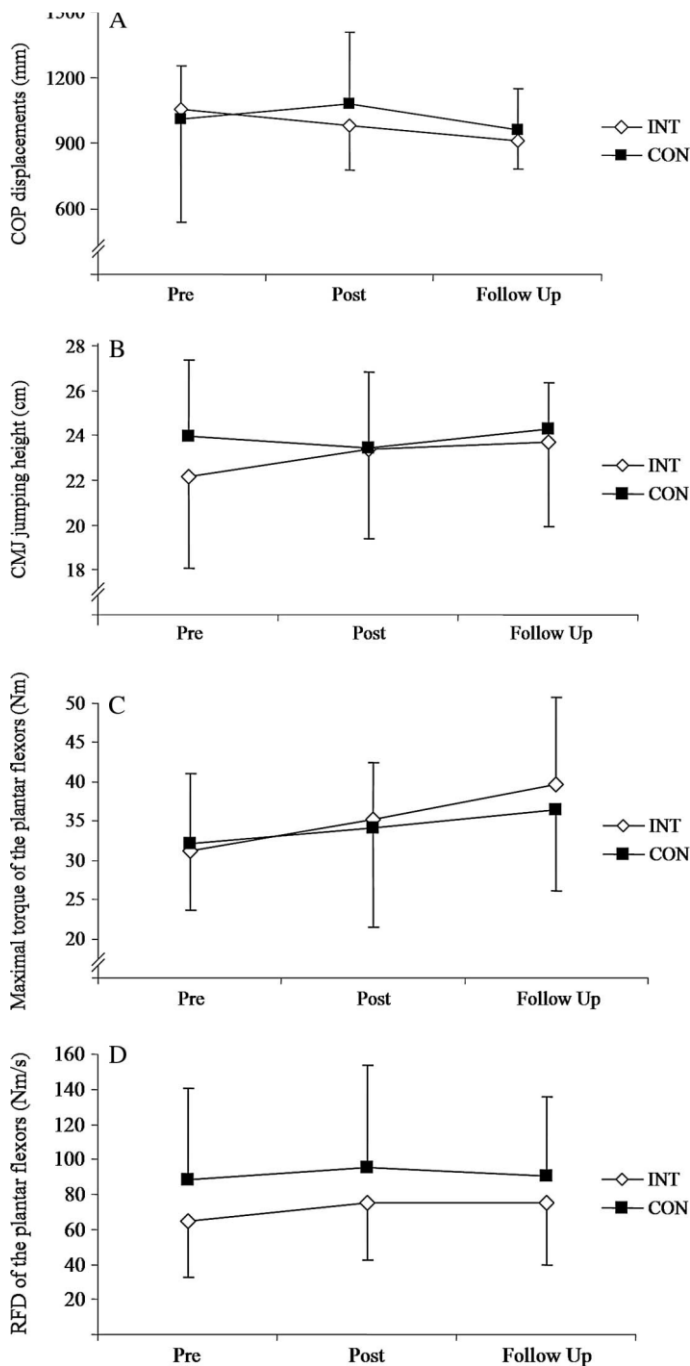 A
COP displacements (mm)
1500
1200
900
600
INT
CON
Pre Post Follow Up
B
CMJ jumping height (cm)
28
26
24
22
20
18
INT
CON
Pre Post Follow Up
C
Maximal torque of the plantar flexors (Nm)
50
45
40
35
30
25
20
INT
CON
Pre Post Follow Up
D
RFD of the plantar flexors (Nm/s)
160
140
120
100
80
60
40
20
INT
CON
Pre Post Follow Up